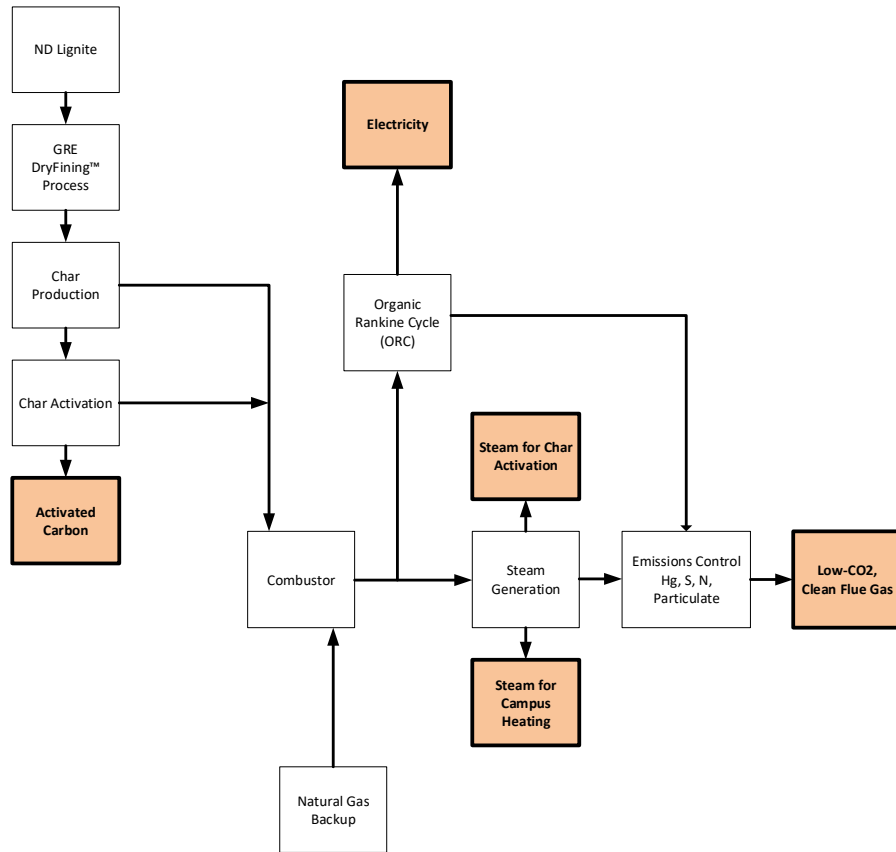 ND Lignite
GRE
DryFining™
Process
Char
Production
Char Activation
Activated
Carbon
Electricity
Organic
Rankine Cycle
(ORC)
Steam for Char
Activation
Combustor
Steam
Generation
Emissions Control
Hg, S, N,
Particulate
Low-CO2,
Clean Flue Gas
Steam for
Campus
Heating
Natural Gas
Backup